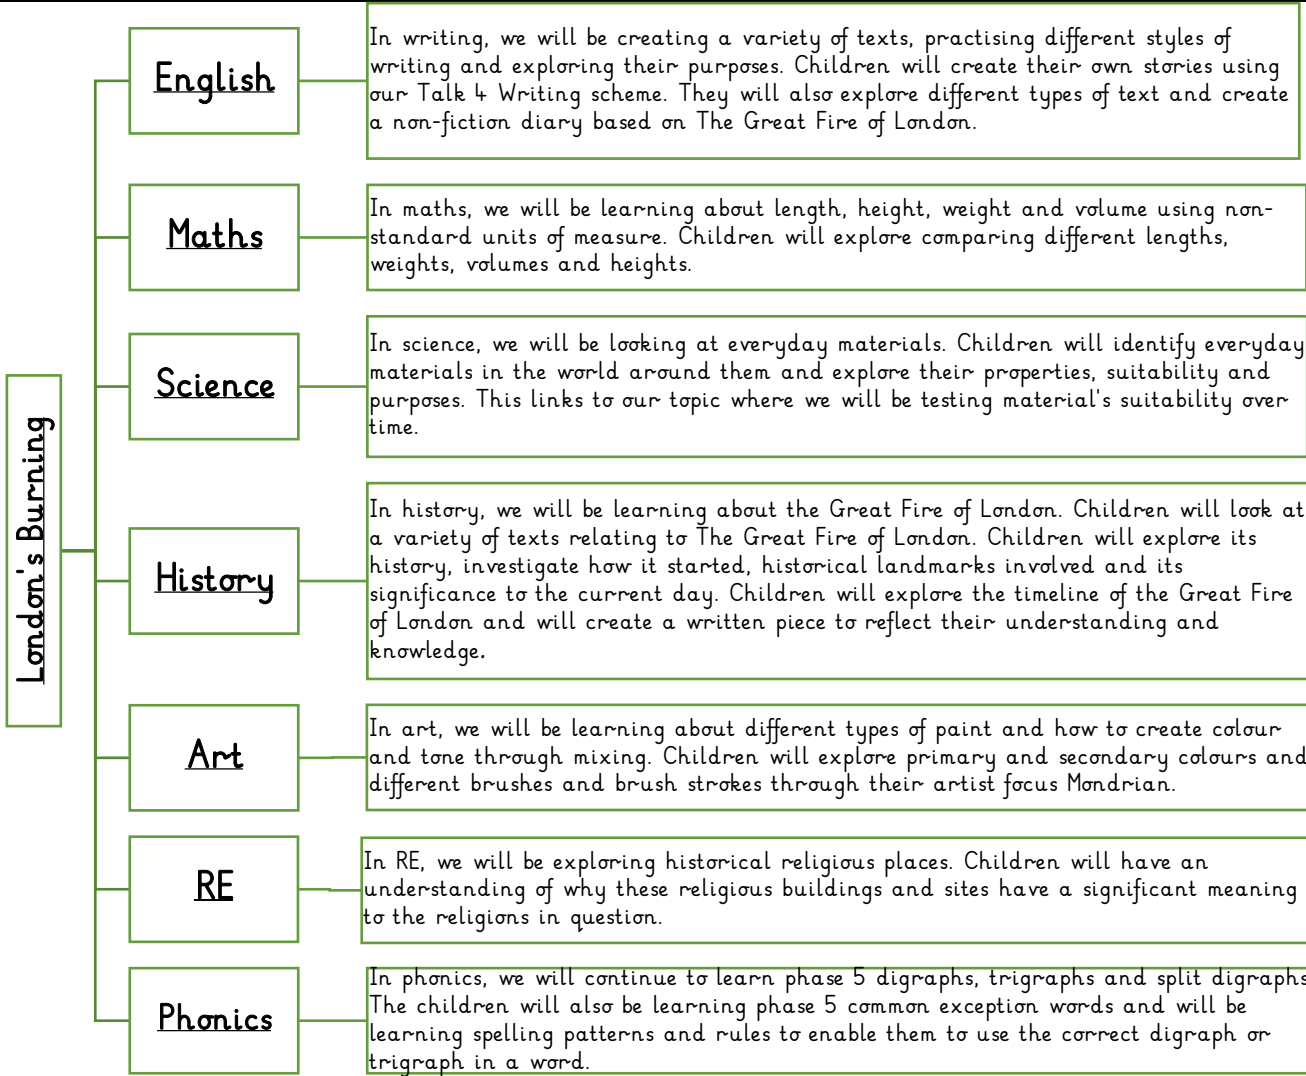 London's Burning
English
In writing, we will be creating a variety of texts, practising different styles of
writing and exploring their purposes. Children will create their own stories using
our Talk 4 Writing scheme. They will also explore different types of text and create
a non-fiction diary based on The Great Fire of London.
Maths
In maths, we will be learning about length, height, weight and volume using non-
standard units of measure. Children will explore comparing different lengths,
weights, volumes and heights.
Science
In science, we will be looking at everyday materials. Children will identify everyday
materials in the world around them and explore their properties, suitability and
purposes. This links to our topic where we will be testing material's suitability over
time.
History
In history, we will be learning about the Great Fire of London. Children will look at
a variety of texts relating to The Great Fire of London. Children will explore its
history, investigate how it started, historical landmarks involved and its
significance to the current day. Children will explore the timeline of the Great Fire
of London and will create a written piece to reflect their understanding and
knowledge.
Art
In art, we will be learning about different types of paint and how to create colour
and tone through mixing. Children will explore primary and secondary colours and
different brushes and brush strokes through their artist focus Mondrian.
RE
In RE, we will be exploring historical religious places. Children will have an
understanding of why these religious buildings and sites have a significant meaning
to the religions in question.
Phonics
In phonics, we will continue to learn phase 5 digraphs, trigraphs and split digraphs
The children will also be learning phase 5 common exception words and will be
learning spelling patterns and rules to enable them to use the correct digraph or
trigraph in a word.